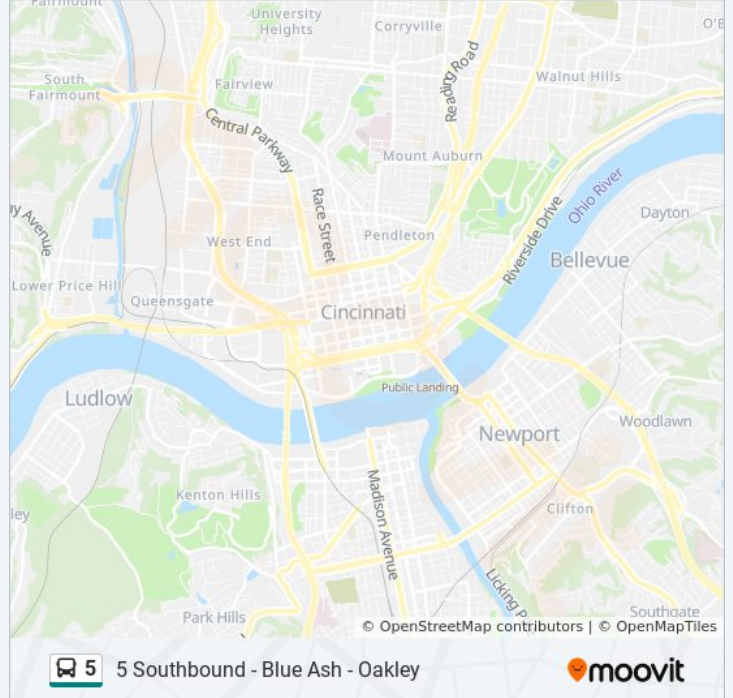 Fairmount
University
Heights
Corryville
O'B
South
Fairmount
Fairview
Reading Road
Walnut Hills
Central Parkway
Mount Auburn
Ohio River
ay Avenue
Race Street
Riverside Drive
Dayton
West End
Pendleton
Bellevue
Lower Price Hill
Queensgate
Cincinnati
Public Landing
Ludlow
Woodlawn
Newport
Kenton Hills
Madison Avenue
Clifton
ley
Licking R
Park Hills
Southgate
© OpenStreetMap contributors | © OpenMapTiles
5
5 Southbound - Blue Ash - Oakley
moovit